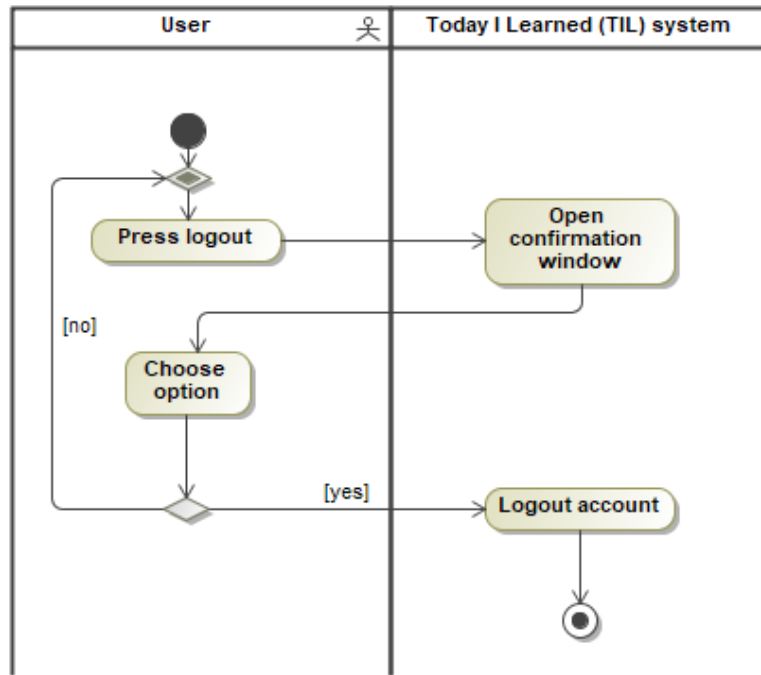 User
Today I Learned (TIL) system
Press logout
Open
confirmation
window
[no]
Choose
option
[yes]
Logout account